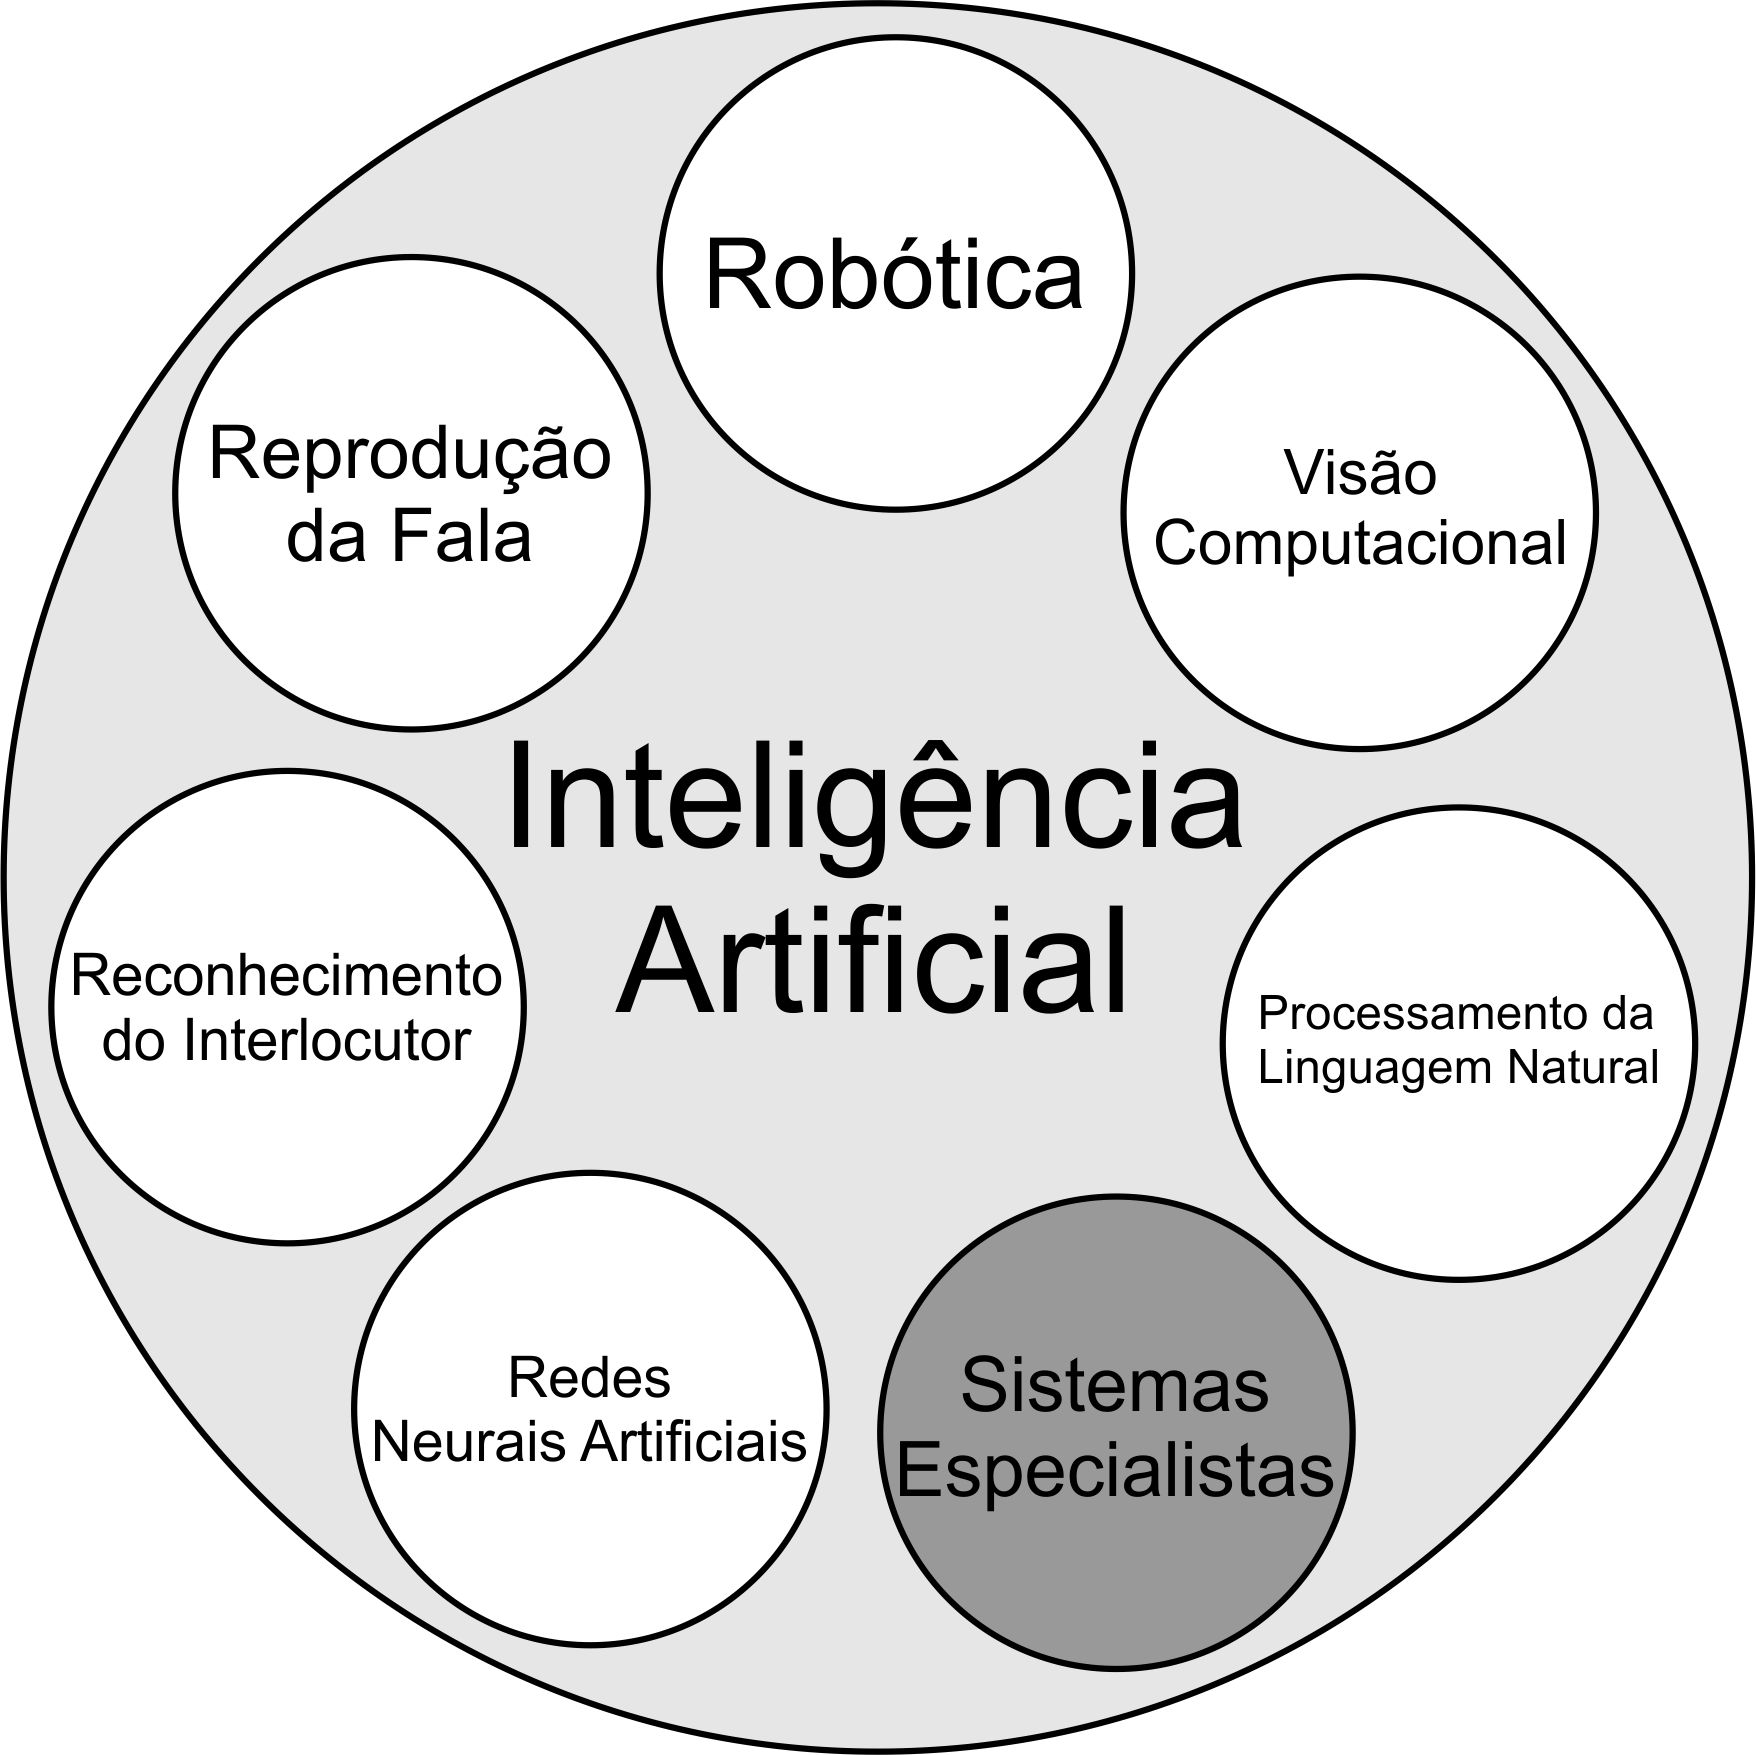 Robótica
Reprodução
da Fala
Visão
Computacional
Inteligência
Artificial
Reconhecimento
do Interlocutor
Processamento da
Linguagem Natural
Redes
Neurais Artificiais
Sistemas
Especialistas